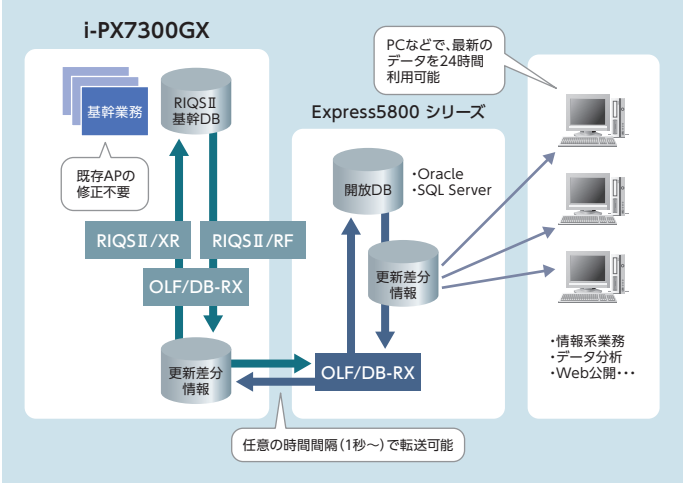 i-PX7300GX
基幹業務
RIQSⅡ
基幹DB
既存APの
修正不要
RIQSⅡ/XR
RIQSⅡ/RF
OLF/DB-RX
更新差分
情報
Express5800 シリーズ
開放DB
・Oracle
・SQL Server
更新差分
情報
OLF/DB-RX
任意の時間間隔(1秒〜)で転送可能
PCなどで、最新の
データを24時間
利用可能
・情報系業務
・データ分析
・Web公開・・・